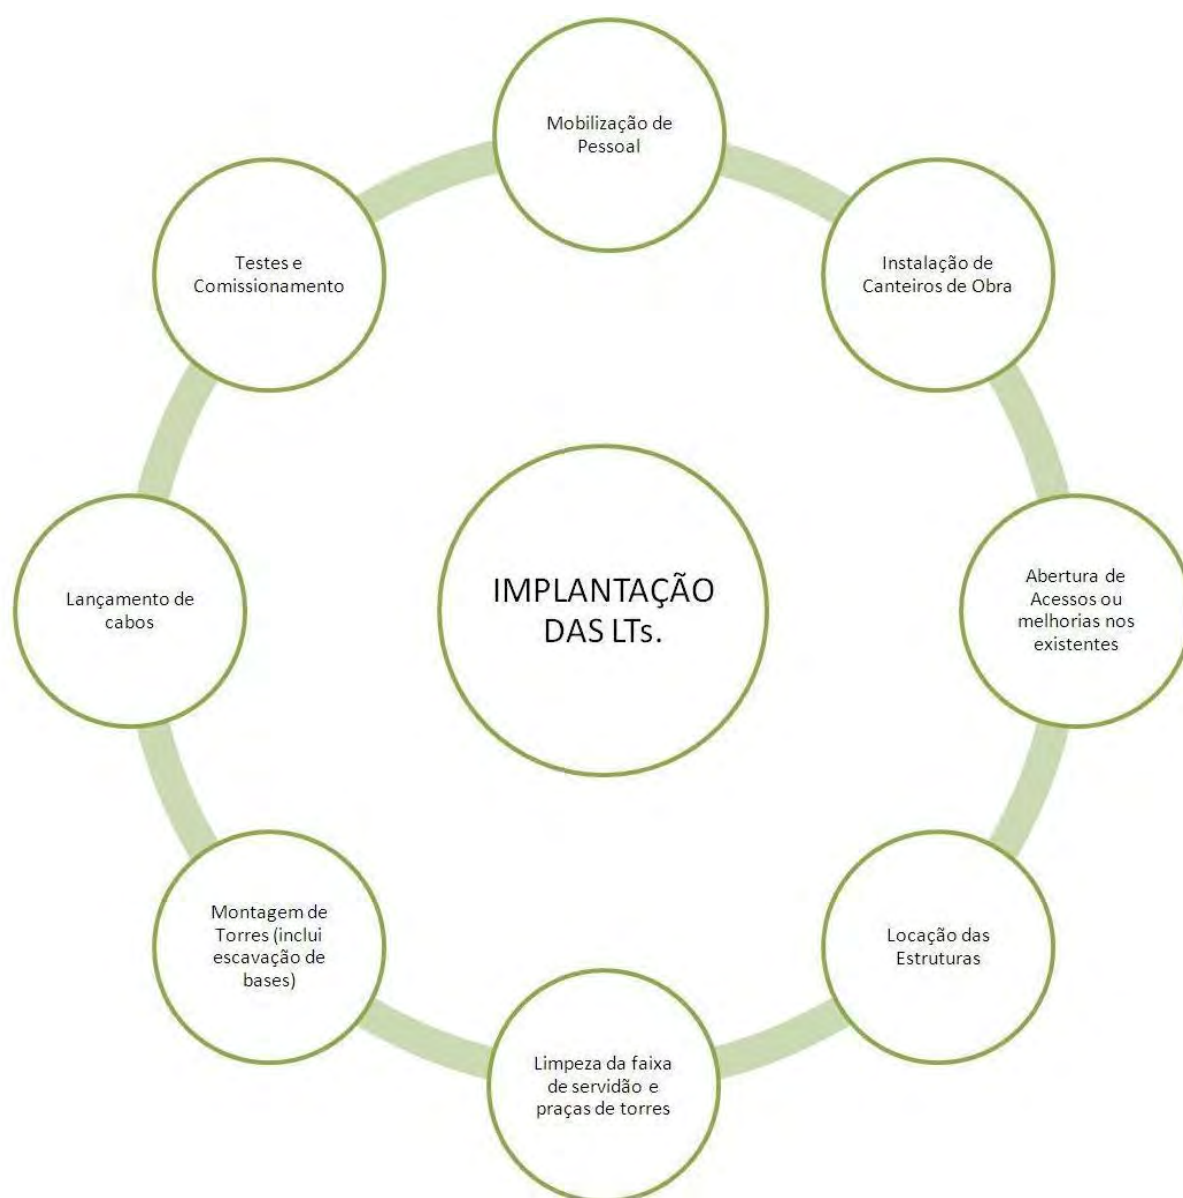 Mobilização de
Pessoal
Instalação de
Canteiros de Obra
Abertura de
Acessos ou
melhorias nos
existentes
Locação das
Estruturas
Limpeza da faixa
de servidão e
praças de torres
Montagem de
Torres (inclui
escavação de
bases)
Lançamento de
cabos
Testes e
Comissionamento
IMPLANTAÇÃO
DAS LTs.